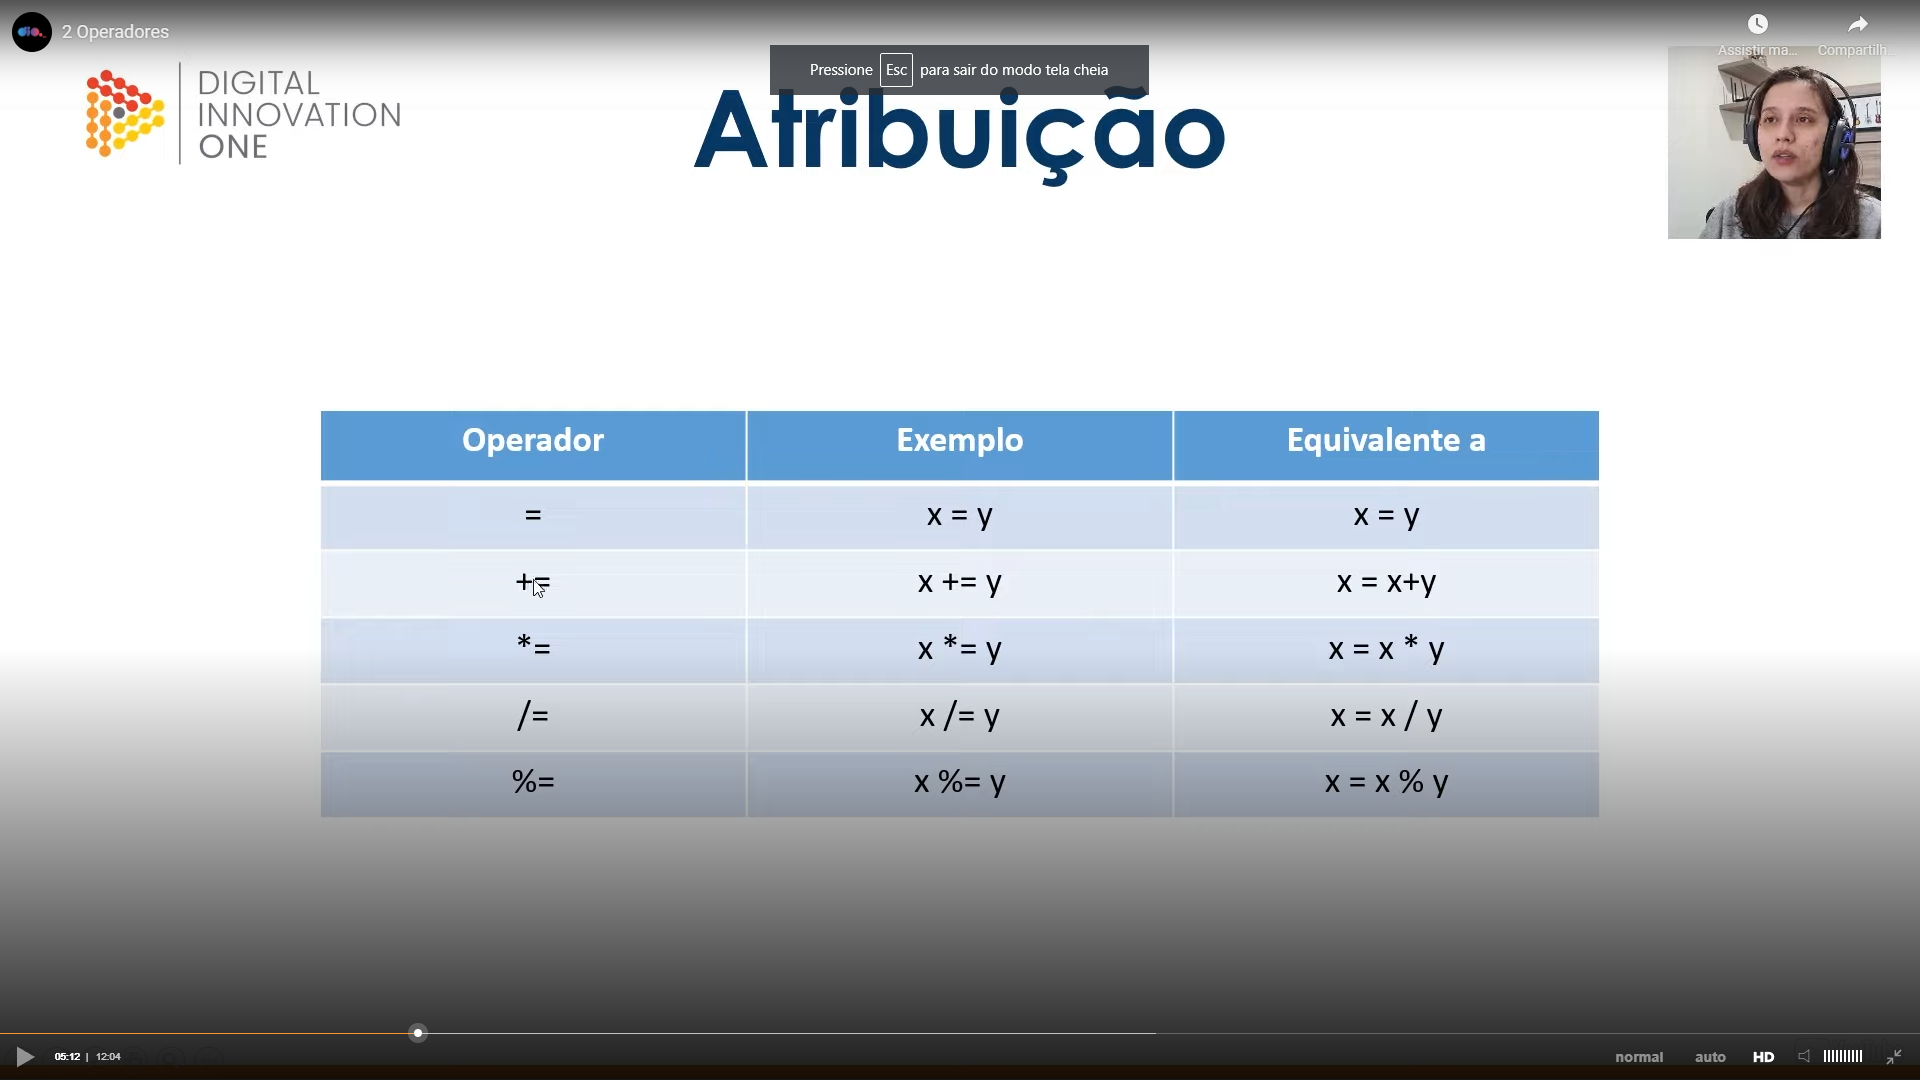 2 Operadores
Assistir ma...
Compartilh...
Pressione Esc para sair do modo tela cheia
DIGITAL
INNOVATION
ONE
Atribuição
Operador Exemplo Equivalente a
= x = y x = y
+= x += y x = x+y
*= x *= y x = x * y
/= x /= y x = x / y
%= x %= y x = x % y
05:12 | 12:04
normal auto HD